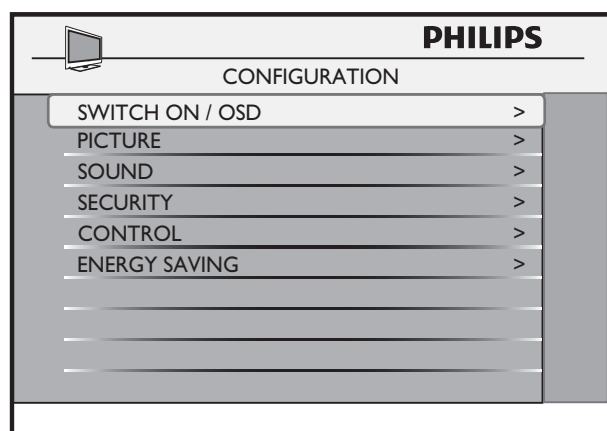 PHILIPS
CONFIGURATION
SWITCH ON / OSD >
PICTURE >
SOUND >
SECURITY >
CONTROL >
ENERGY SAVING >